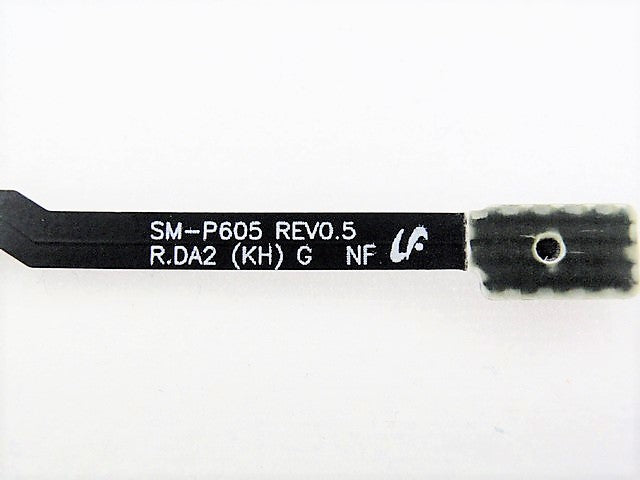 SM-P605 REV0.5
R.DA2 (KH) G NF